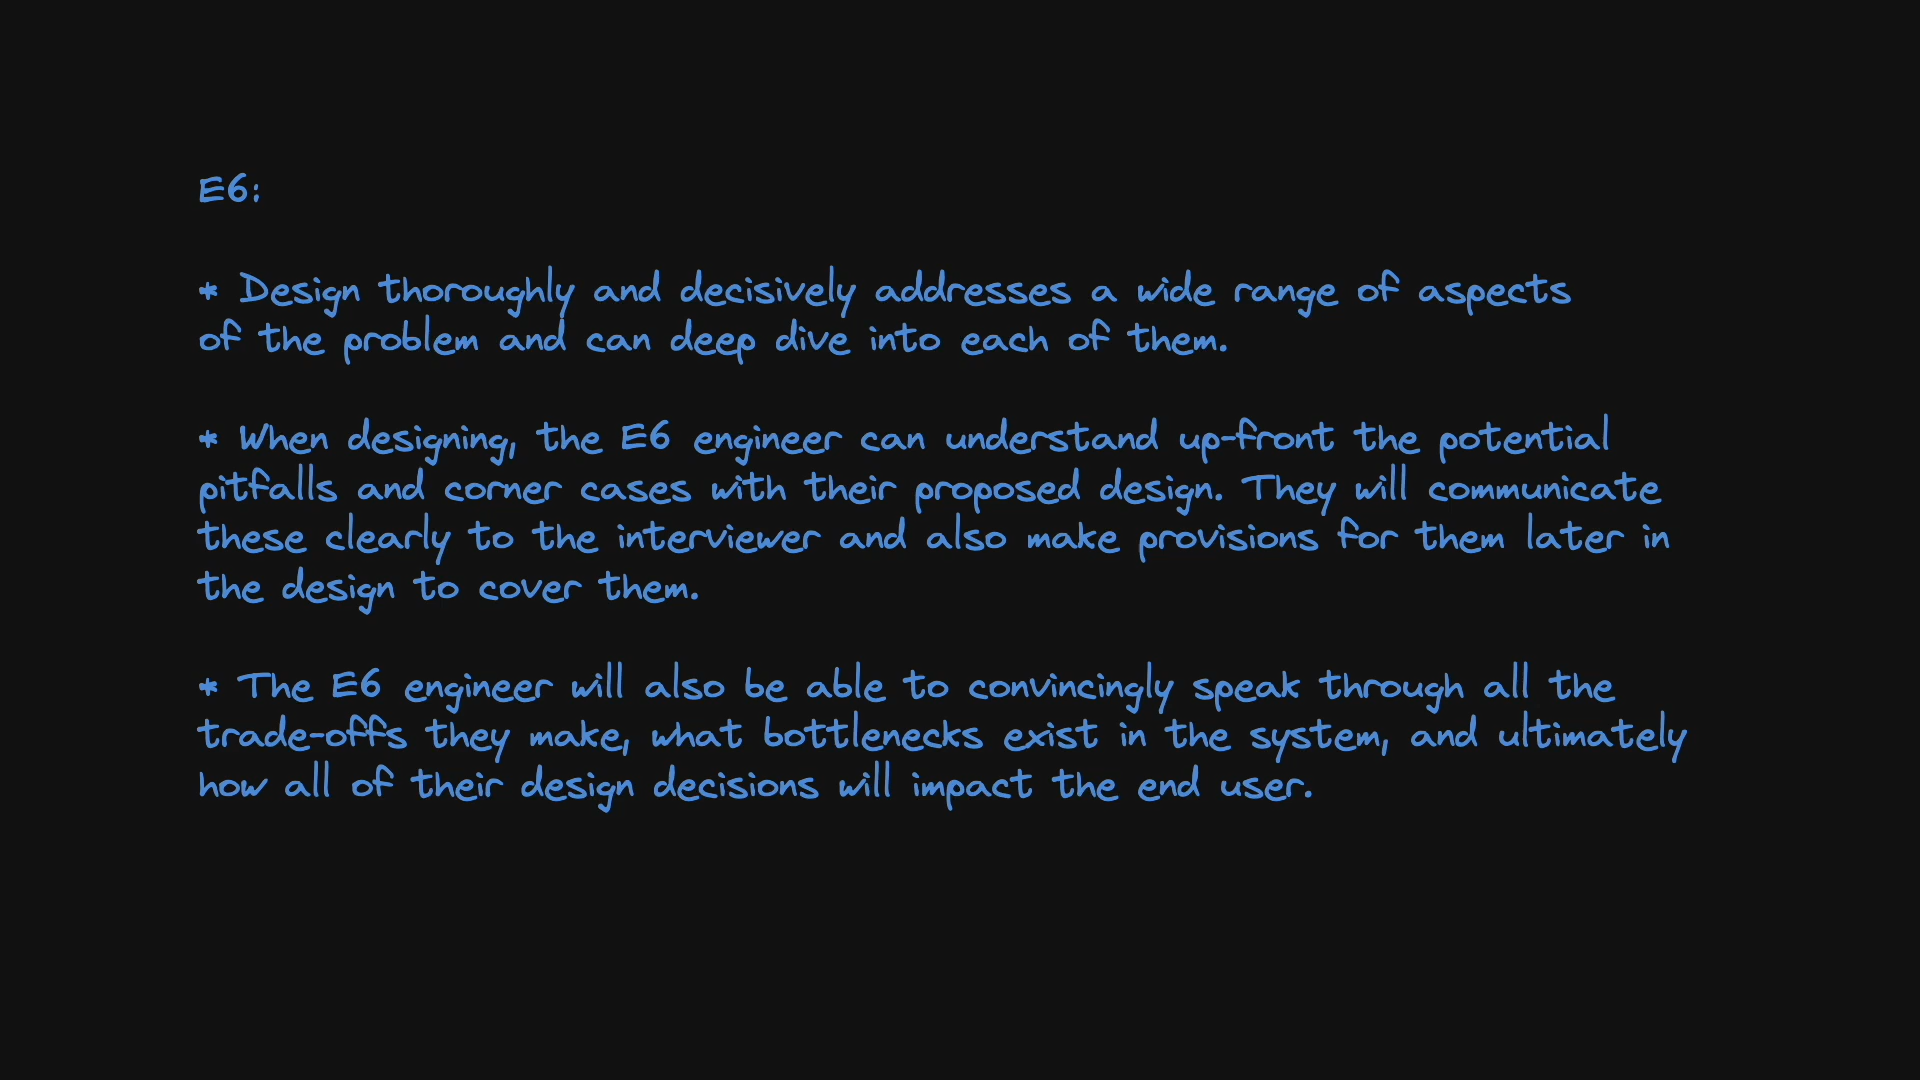 E6:
* Design thoroughly and decisively addresses a wide range of aspects
of the problem and can deep dive into each of them.
* When designing, the E6 engineer can understand up-front the potential
pitfalls and corner cases with their proposed design. They will communicate
these clearly to the interviewer and also make provisions for them later in
the design to cover them.
* The E6 engineer will also be able to convincingly speak through all the
trade-offs they make, what bottlenecks exist in the system, and ultimately
how all of their design decisions will impact the end user.